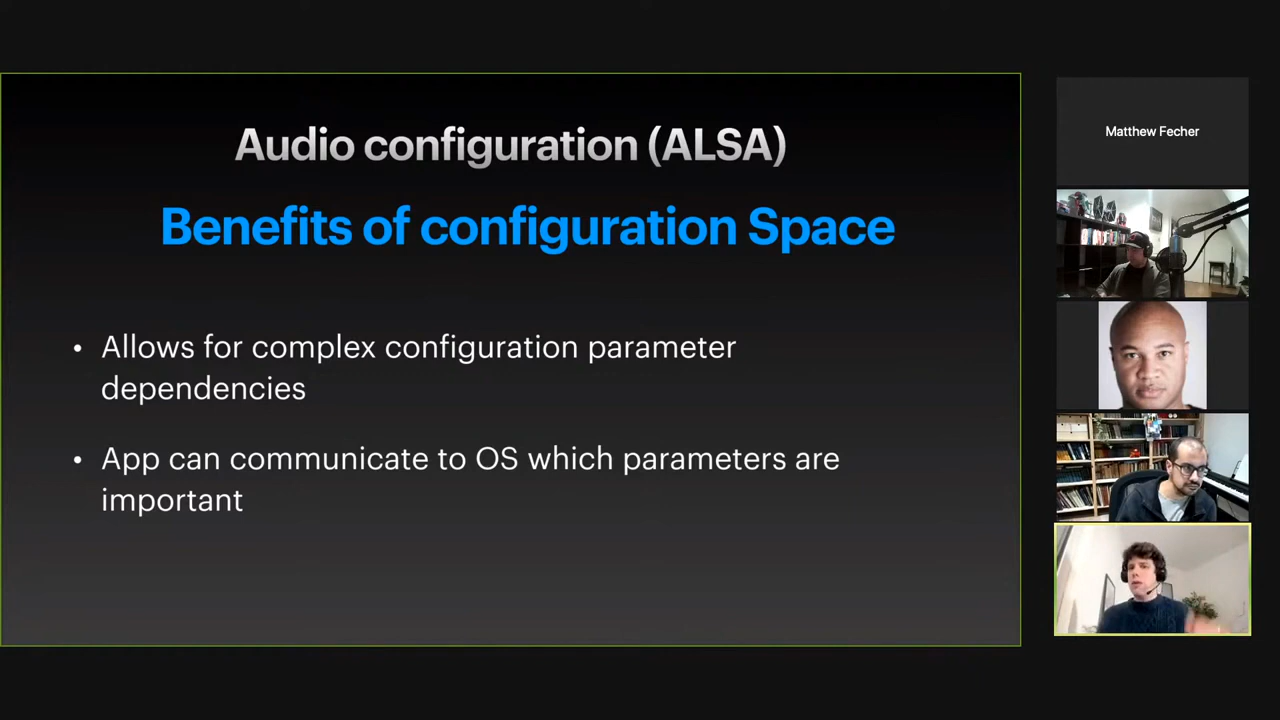 Audio configuration (ALSA)
Benefits of configuration Space
• Allows for complex configuration parameter
dependencies
• App can communicate to OS which parameters are
important
Matthew Fecher